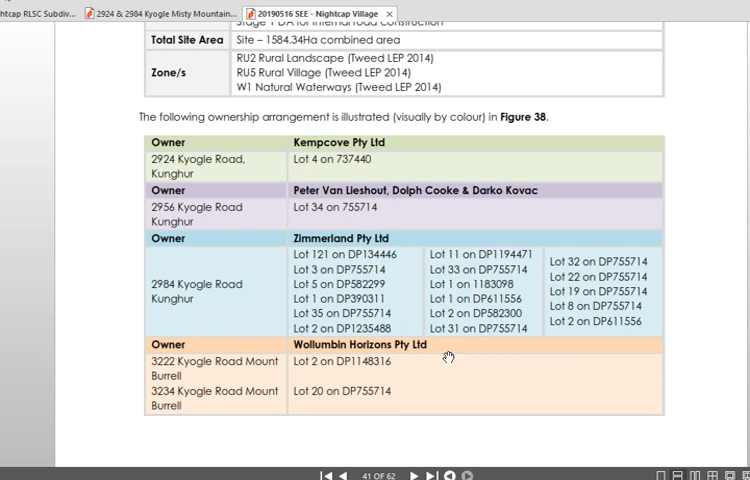 ghtcap RLSC Subdiv...
2924 & 2984 Kyogle Misty Mountain...
20190516 SEE - Nightcap Village
Stage 1 DA for internal road construction
Total Site Area
Site – 1584.34Ha combined area
Zone/s
RU2 Rural Landscape (Tweed LEP 2014)
RU5 Rural Village (Tweed LEP 2014)
W1 Natural Waterways (Tweed LEP 2014)
The following ownership arrangement is illustrated (visually by colour) in Figure 38.
Owner
Kempcove Pty Ltd
2924 Kyogle Road,
Kunghur
Lot 4 on 737440
Owner
Peter Van Lieshout, Dolph Cooke & Darko Kovac
2956 Kyogle Road
Kunghur
Lot 34 on 755714
Owner
Zimmerland Pty Ltd
2984 Kyogle Road
Kunghur
Lot 121 on DP134446
Lot 3 on DP755714
Lot 5 on DP582299
Lot 1 on DP390311
Lot 35 on DP755714
Lot 2 on DP1235488
Lot 11 on DP1194471
Lot 33 on DP755714
Lot 1 on 1183098
Lot 1 on DP611556
Lot 2 on DP582300
Lot 31 on DP755714
Lot 32 on DP755714
Lot 22 on DP755714
Lot 19 on DP755714
Lot 8 on DP755714
Lot 2 on DP611556
Owner
Wollumbin Horizons Pty Ltd
3222 Kyogle Road Mount
Burrell
Lot 2 on DP1148316
3234 Kyogle Road Mount
Burrell
Lot 20 on DP755714
41 OF 62